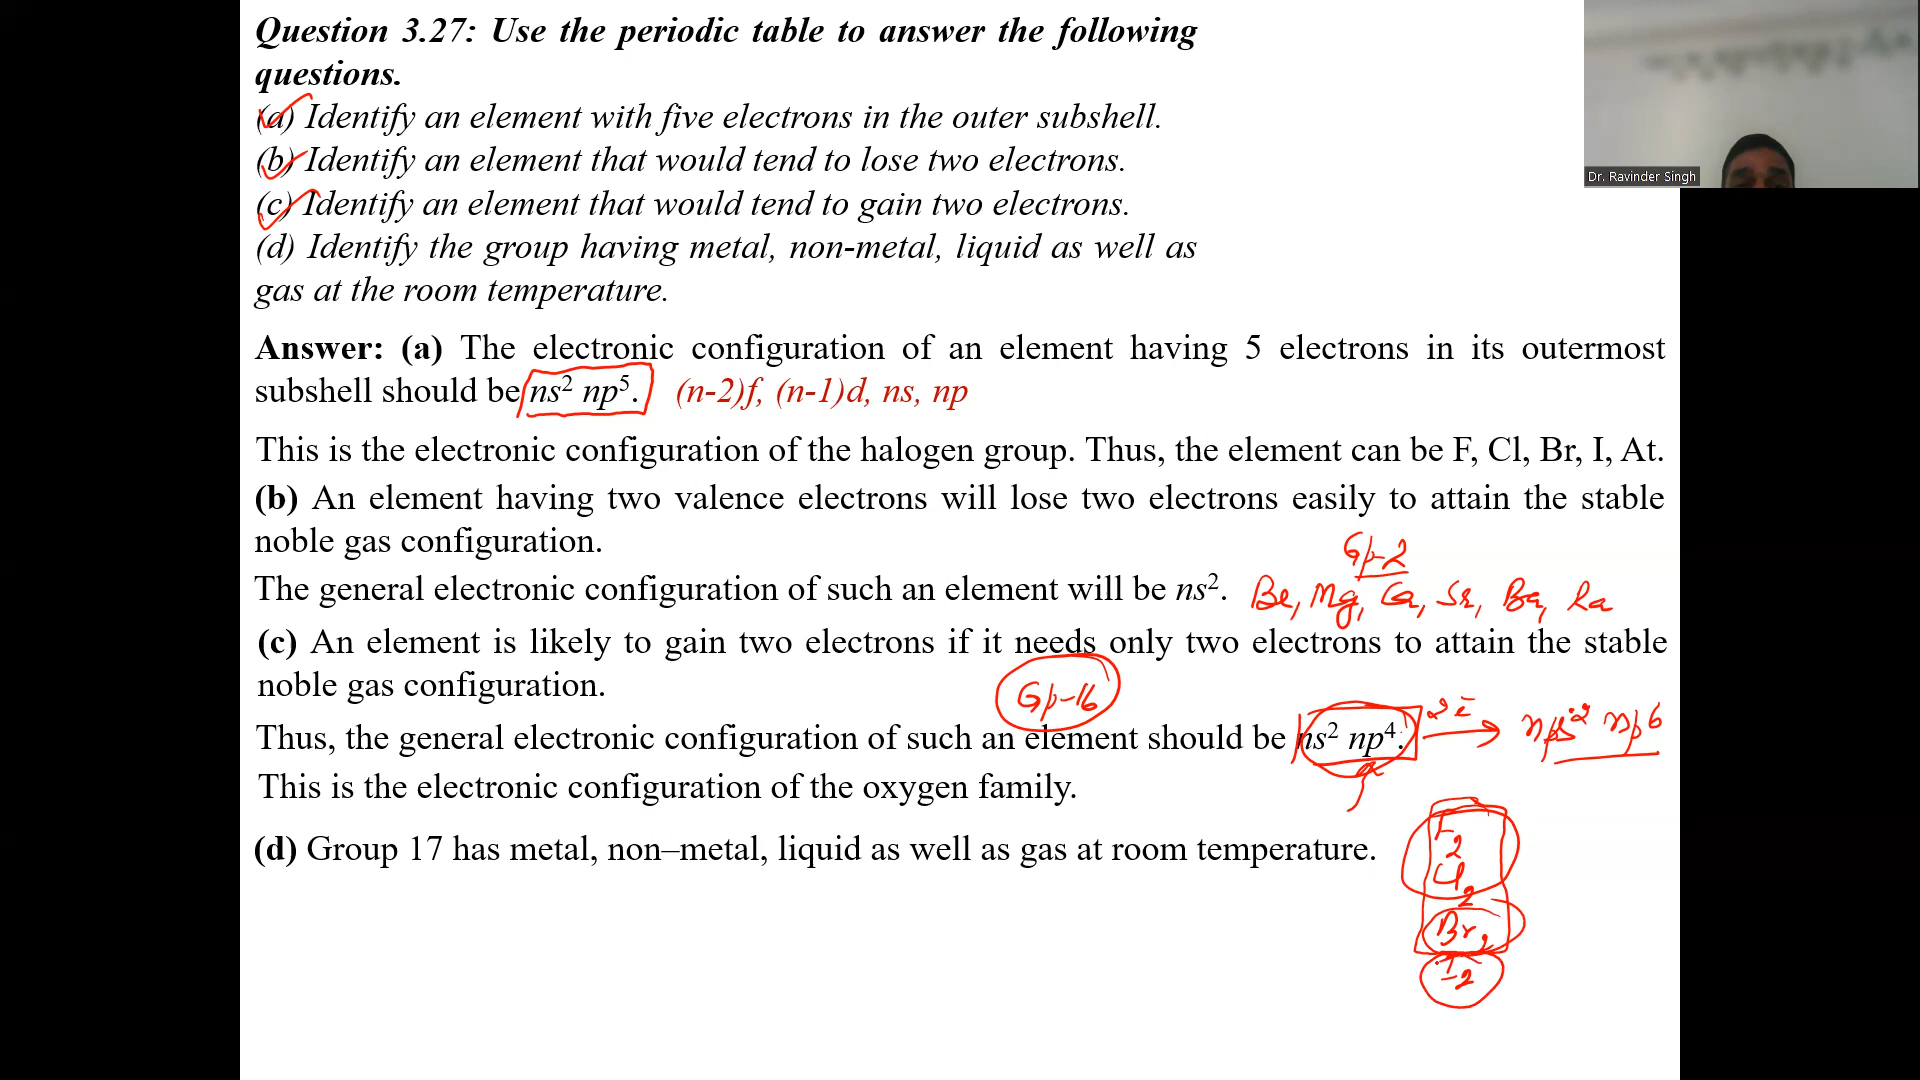 Question 3.27: Use the periodic table to answer the following
questions.
(a) Identify an element with five electrons in the outer subshell.
(b) Identify an element that would tend to lose two electrons.
(c) Identify an element that would tend to gain two electrons.
(d) Identify the group having metal, non-metal, liquid as well as
gas at the room temperature.
Dr. Ravinder Singh
Answer: (a) The electronic configuration of an element having 5 electrons in its outermost
subshell should be ns² np⁵. (n-2)f, (n-1)d, ns, np
This is the electronic configuration of the halogen group. Thus, the element can be F, Cl, Br, I, At.
(b) An element having two valence electrons will lose two electrons easily to attain the stable
noble gas configuration.
Gp-2
The general electronic configuration of such an element will be ns². Be, Mg, Ca, Sr, Ba, Ra
(c) An element is likely to gain two electrons if it needs only two electrons to attain the stable
noble gas configuration.
Gp-16
Thus, the general electronic configuration of such an element should be ns² np⁴. 2e⁻ ns² np⁶
This is the electronic configuration of the oxygen family.
(d) Group 17 has metal, non–metal, liquid as well as gas at room temperature.
F₂
Cl₂
Br₂
I₂